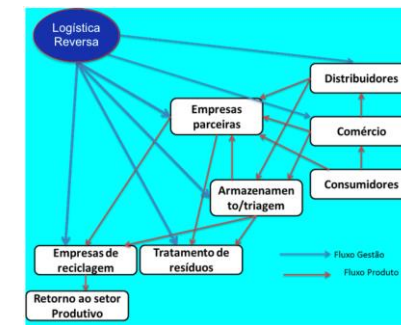 Logística
Reversa
Distribuidores
Empresas
parceiras
Comércio
Consumidores
Armazenamen
to/triagem
Fluxo Gestão
Empresas de
reciclagem
Tratamento de
resíduos
Fluxo Produto
Retorno ao setor
Produtivo